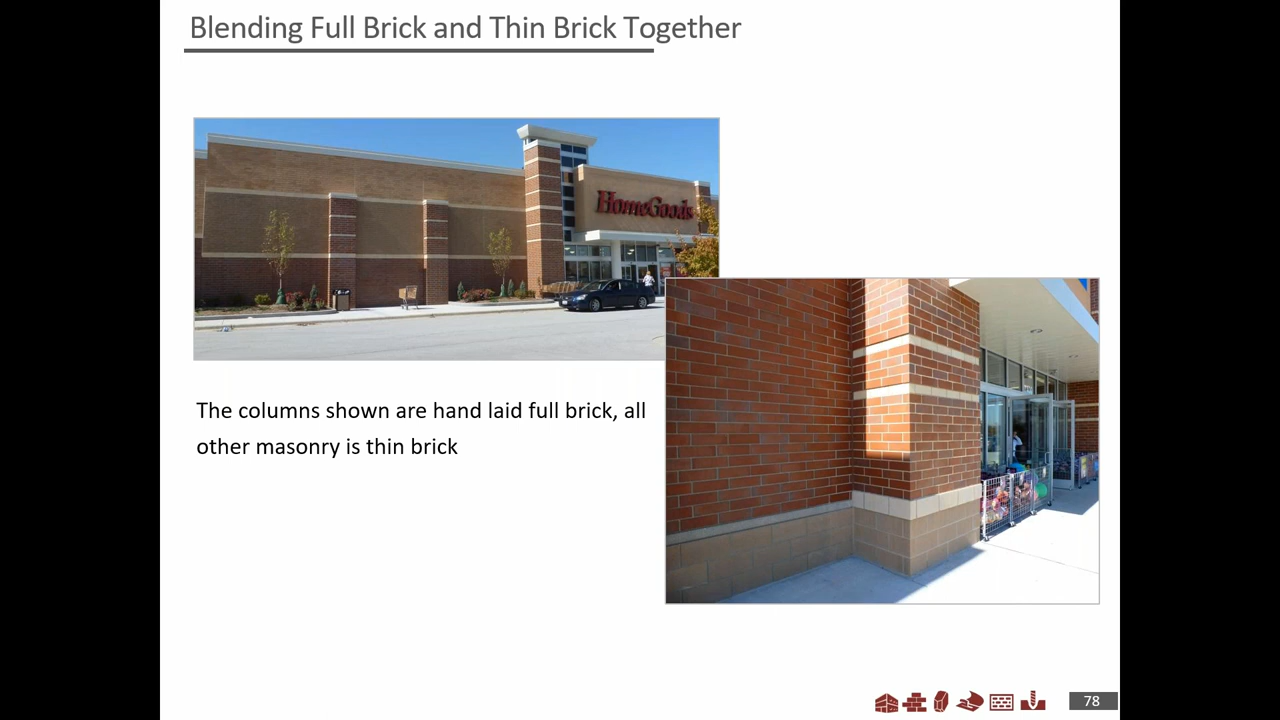 Blending Full Brick and Thin Brick Together
HomeGoods
The columns shown are hand laid full brick, all
other masonry is thin brick
78